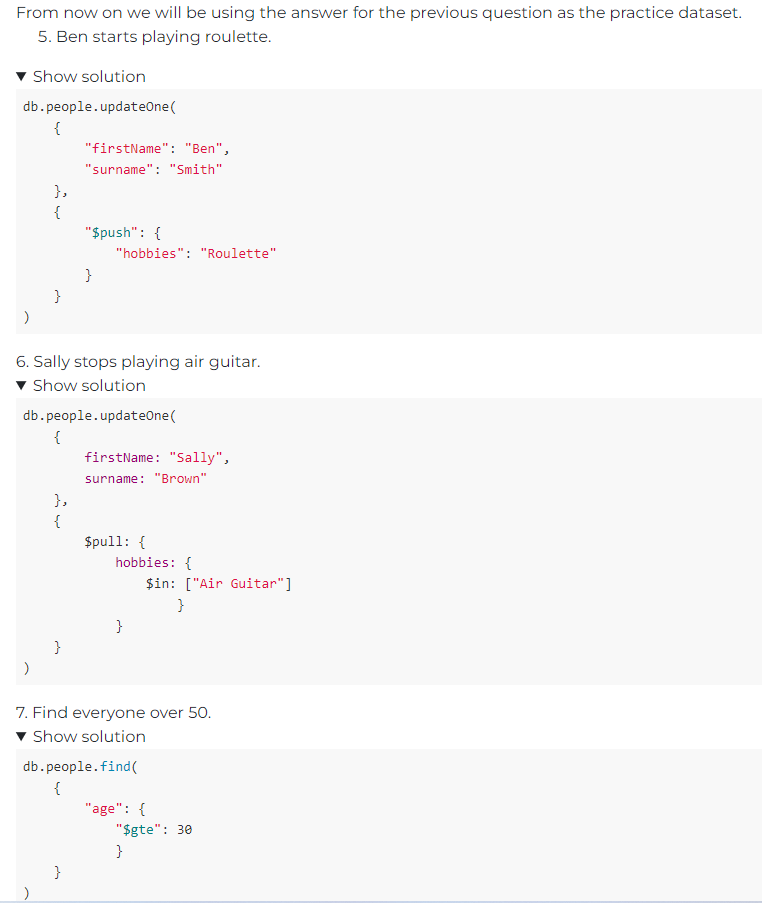 From now on we will be using the answer for the previous question as the practice dataset.
5. Ben starts playing roulette.
▼ Show solution
db.people.updateOne(
    {
        "firstName": "Ben",
        "surname": "Smith"
    },
    {
        "$push": {
            "hobbies": "Roulette"
        }
    }
)
6. Sally stops playing air guitar.
▼ Show solution
db.people.updateOne(
    {
        firstName: "Sally",
        surname: "Brown"
    },
    {
        $pull: {
            hobbies: {
                $in: ["Air Guitar"]
                    }
            }
    }
)
7. Find everyone over 50.
▼ Show solution
db.people.find(
    {
        "age": {
            "$gte": 30
            }
    }
)